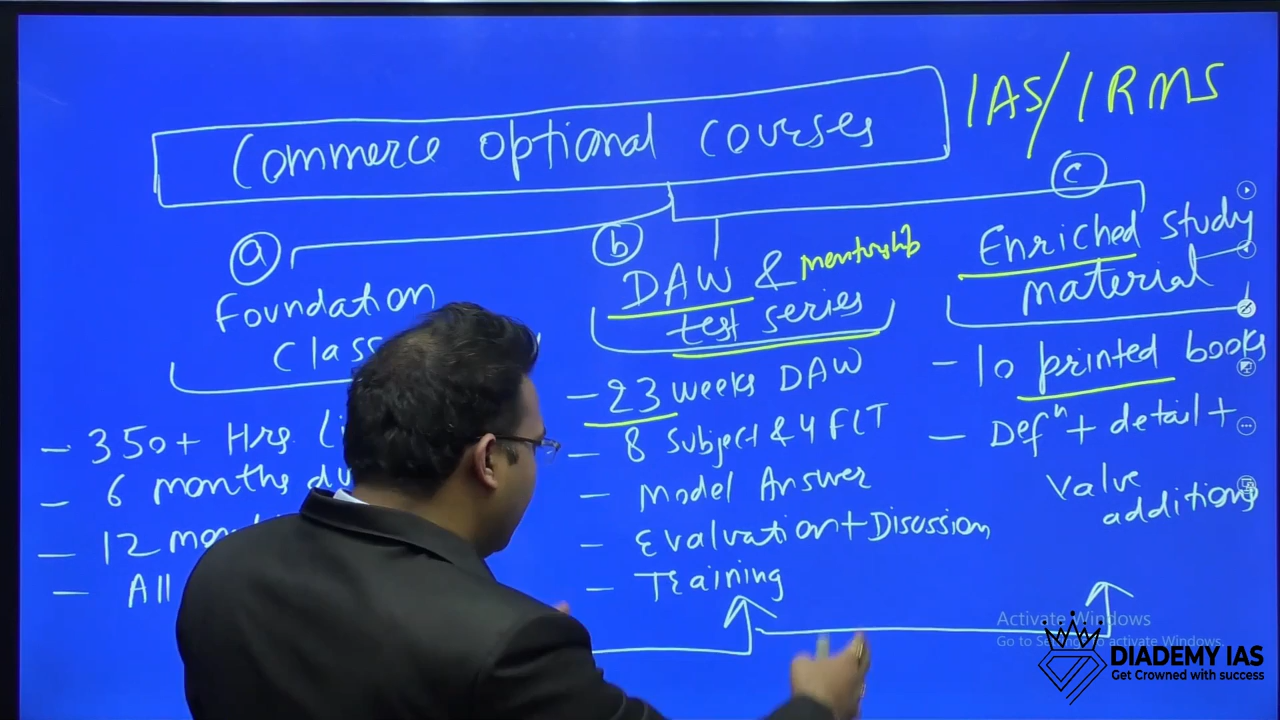 IAS/IRMS
Commerce optional Courses
a
Foundation
Class
- 350+ Hrs
- 6 months
- 12
- All
b
DAW & mentorship
test series
- 23 weeks DAW
- 8 Subject & 4 FLT
- Model Answer
- Evaluation + Discussion
- Training
c
Enriched study
material
- 10 printed books
- Defⁿ + detail +
Value
additions
Activate Windows
Go to Settings to activate Windows.
DIADEMY IAS
Get Crowned with success